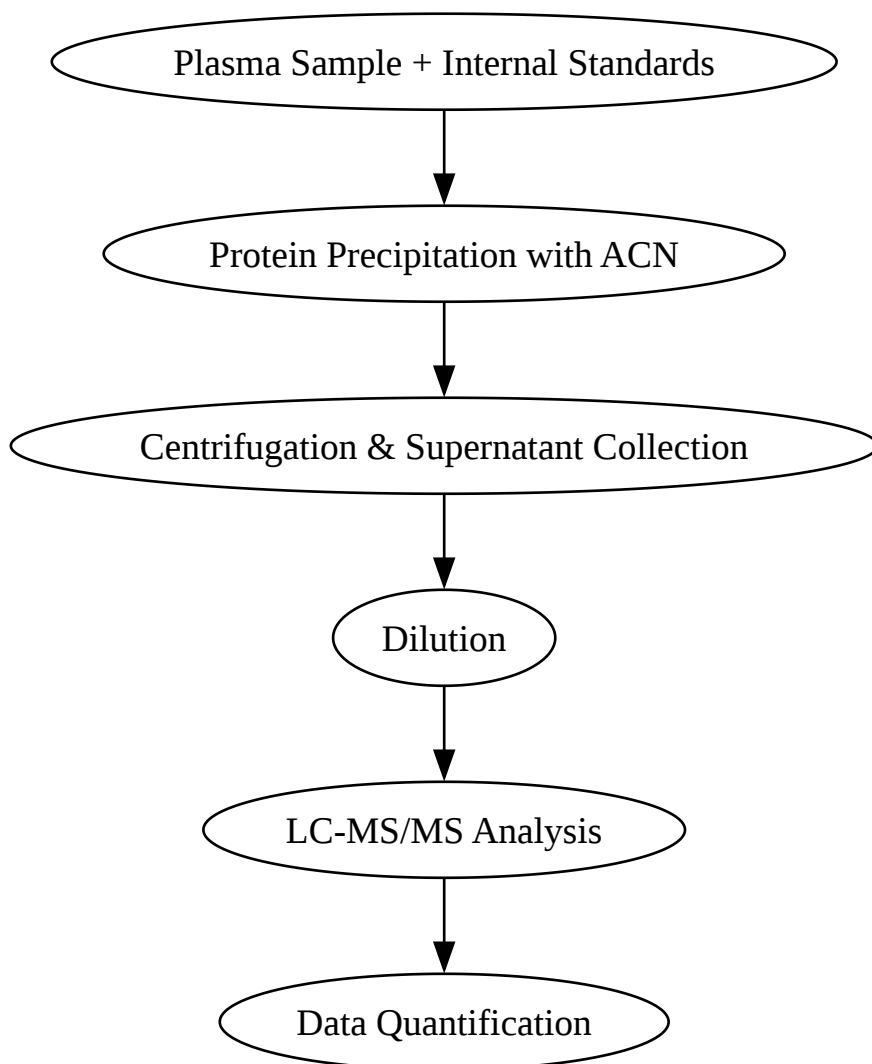 Plasma Sample + Internal Standards
Protein Precipitation with ACN
Centrifugation & Supernatant Collection
Dilution
LC-MS/MS Analysis
Data Quantification